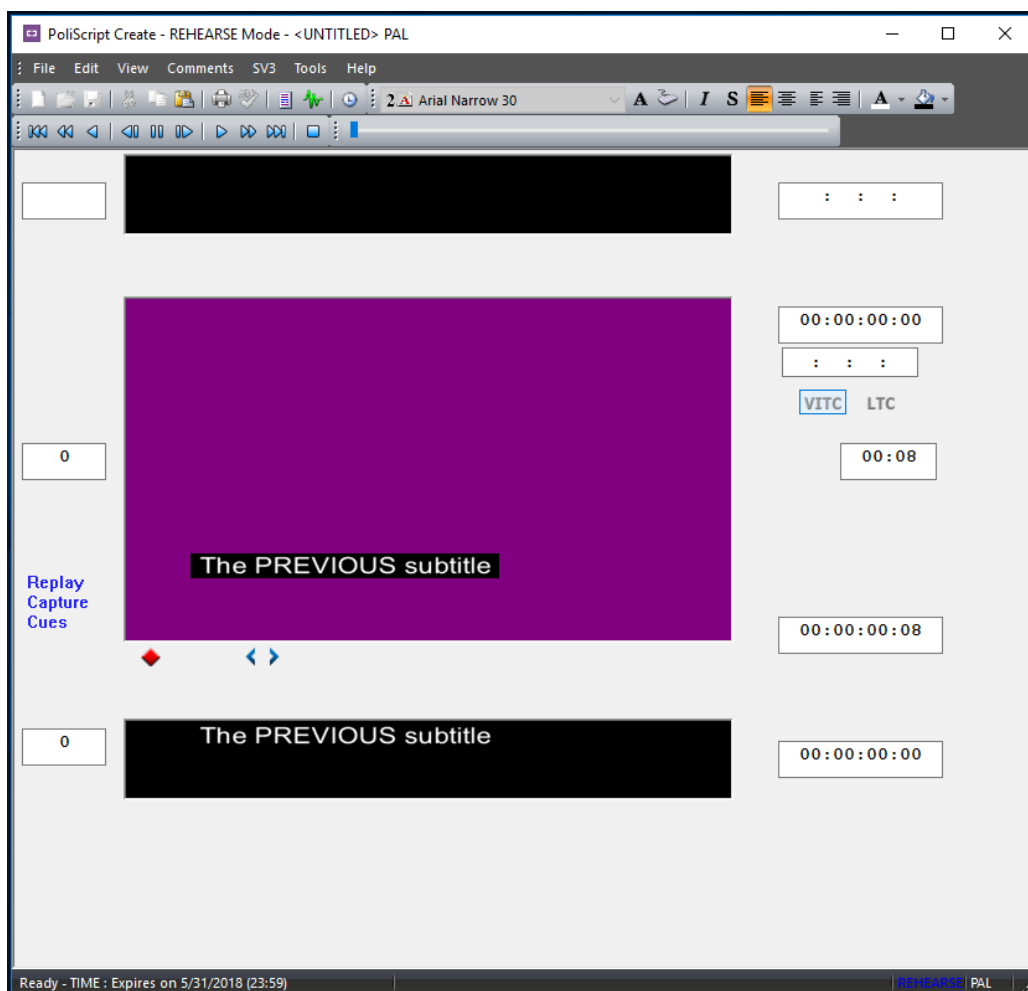 PoliScript Create - REHEARSE Mode - <UNTITLED> PAL
File Edit View Comments SV3 Tools Help
2 A Arial Narrow 30 A I S A
: : :
00:00:00:00
: : :
VITC LTC
0
00:08
The PREVIOUS subtitle
Replay
Capture
Cues
00:00:00:08
The PREVIOUS subtitle
0
00:00:00:00
Ready - TIME : Expires on 5/31/2018 (23:59)
REHEARSE PAL